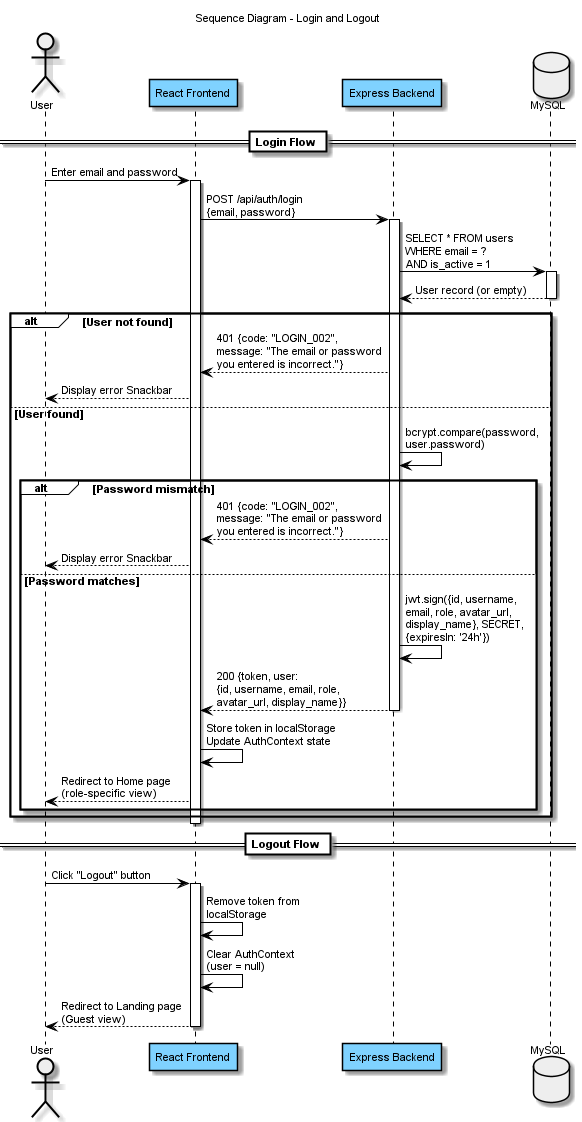 Sequence Diagram - Login and Logout
User
React Frontend
Express Backend
MySQL
Login Flow
Enter email and password
POST /api/auth/login
{email, password}
SELECT * FROM users
WHERE email = ?
AND is_active = 1
User record (or empty)
alt
[User not found]
401 {code: "LOGIN_002",
message: "The email or password
you entered is incorrect."}
Display error Snackbar
[User found]
bcrypt.compare(password,
user.password)
alt
[Password mismatch]
401 {code: "LOGIN_002",
message: "The email or password
you entered is incorrect."}
Display error Snackbar
[Password matches]
jwt.sign({id, username,
email, role, avatar_url,
display_name}, SECRET,
{expiresIn: '24h'})
200 {token, user:
{id, username, email, role,
avatar_url, display_name}}
Store token in localStorage
Update AuthContext state
Redirect to Home page
(role-specific view)
Logout Flow
Click "Logout" button
Remove token from
localStorage
Clear AuthContext
(user = null)
Redirect to Landing page
(Guest view)
User
React Frontend
Express Backend
MySQL